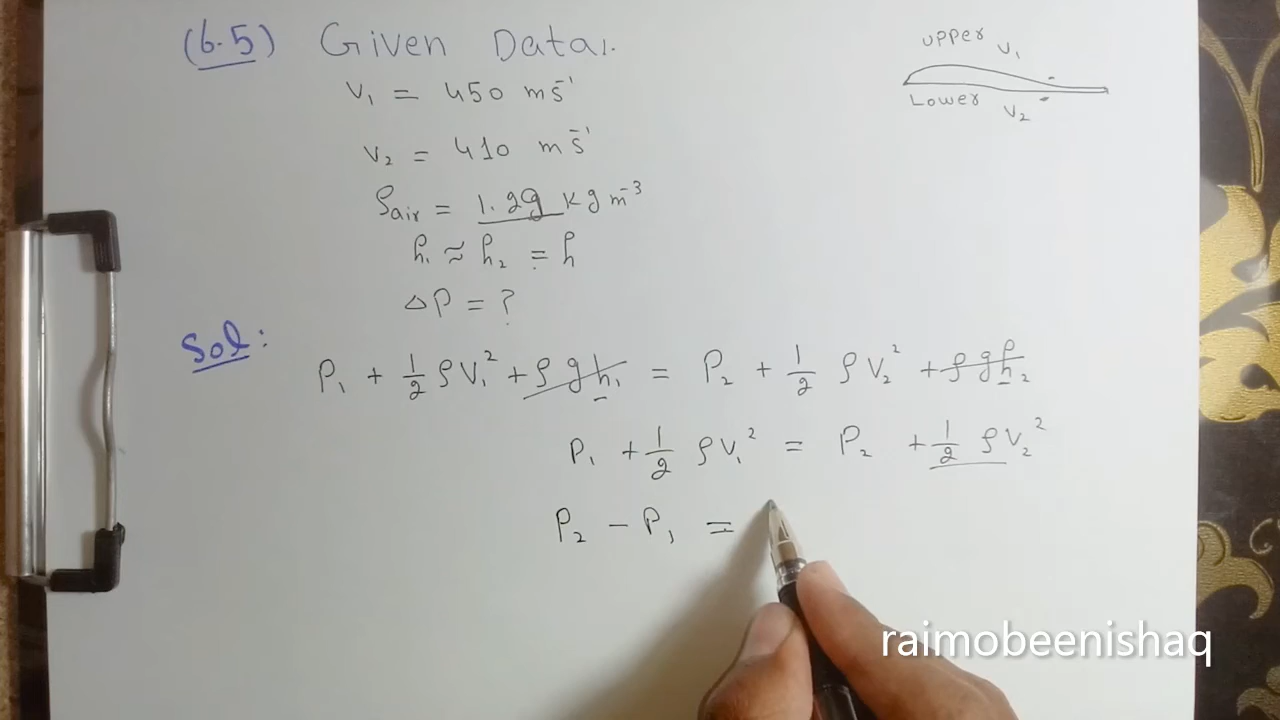 (6.5) Given Data:
upper V₁
V₁ = 450 ms⁻¹
Lower V₂
V₂ = 410 ms⁻¹
ρair = 1.29 kg m⁻³
h₁ ≈ h₂ = h
ΔP = ?
Sol:
P₁ + 1/2 ρV₁² + ρgh₁ = P₂ + 1/2 ρV₂² + ρgh₂
P₁ + 1/2 ρV₁² = P₂ + 1/2 ρV₂²
P₂ - P₁ =
raimobeenishaq